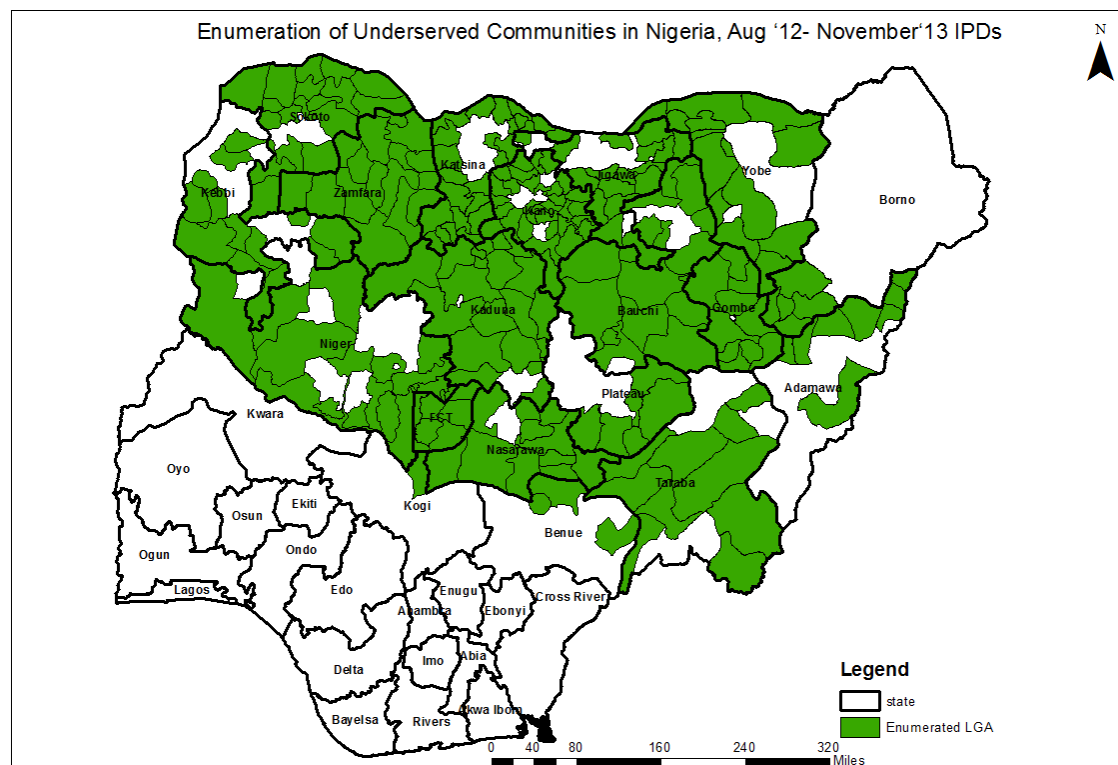 Enumeration of Underserved Communities in Nigeria, Aug ‘12- November‘13 IPDs
N
Sokoto
Katsina
Yobe
Jigawa
Kebbi
Zamfara
Borno
Kano
Kaduna
Bauchi
Gombe
Niger
Adamawa
Plateau
Kwara
FCT
Nasarawa
Oyo
Taraba
Ekiti
Kogi
Osun
Benue
Ondo
Ogun
Lagos
Edo
Enugu
Cross River
Anambra
Ebonyi
Imo
Abia
Delta
Legend
state
Akwa Ibom
Bayelsa
Rivers
Enumerated LGA
0 40 80 160 240 320
Miles